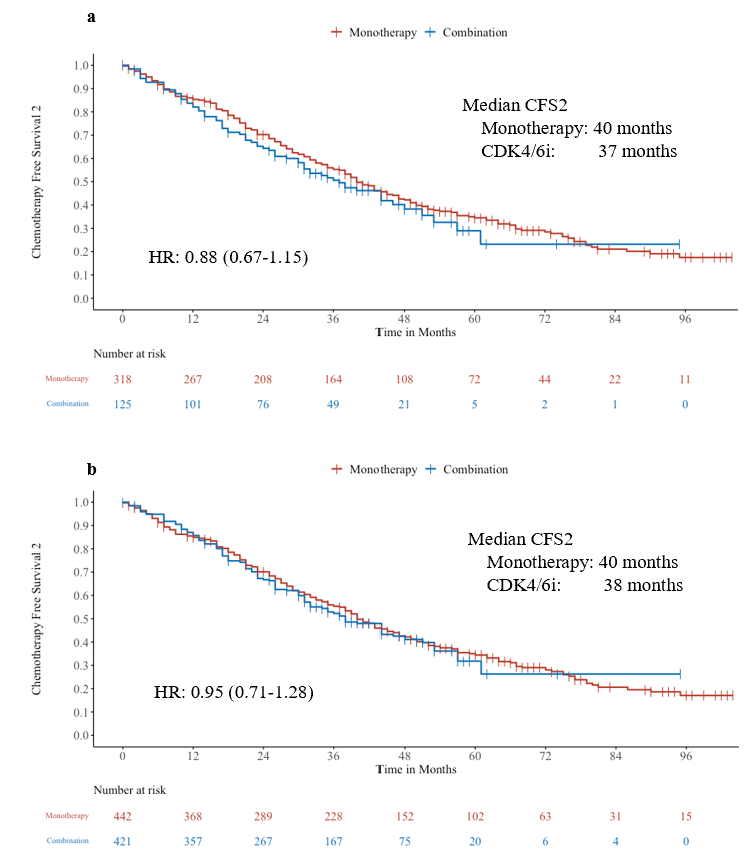 a
Monotherapy Combination
Chemotherapy Free Survival 2
1.0
0.9
0.8
0.7
0.6
0.5
0.4
0.3
0.2
0.1
0.0
Median CFS2
Monotherapy: 40 months
CDK4/6i: 37 months
HR: 0.88 (0.67-1.15)
0 12 24 36 48 60 72 84 96
Time in Months
Number at risk
Monotherapy 318 267 208 164 108 72 44 22 11
Combination 125 101 76 49 21 5 2 1 0
b
Monotherapy Combination
Chemotherapy Free Survival 2
1.0
0.9
0.8
0.7
0.6
0.5
0.4
0.3
0.2
0.1
0.0
Median CFS2
Monotherapy: 40 months
CDK4/6i: 38 months
HR: 0.95 (0.71-1.28)
0 12 24 36 48 60 72 84 96
Time in Months
Number at risk
Monotherapy 442 368 289 228 152 102 63 31 15
Combination 421 357 267 167 75 20 6 4 0